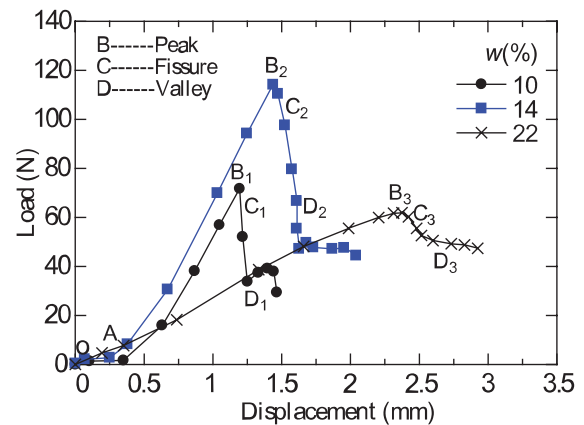 140
120
100
80
60
40
20
0
Load (N)
B------Peak
C------Fissure
D------Valley
w(%)
10
14
22
B2
C2
D2
B1
C1
D1
B3
C3
D3
O
A
0 0.5 1 1.5 2 2.5 3 3.5
Displacement (mm)